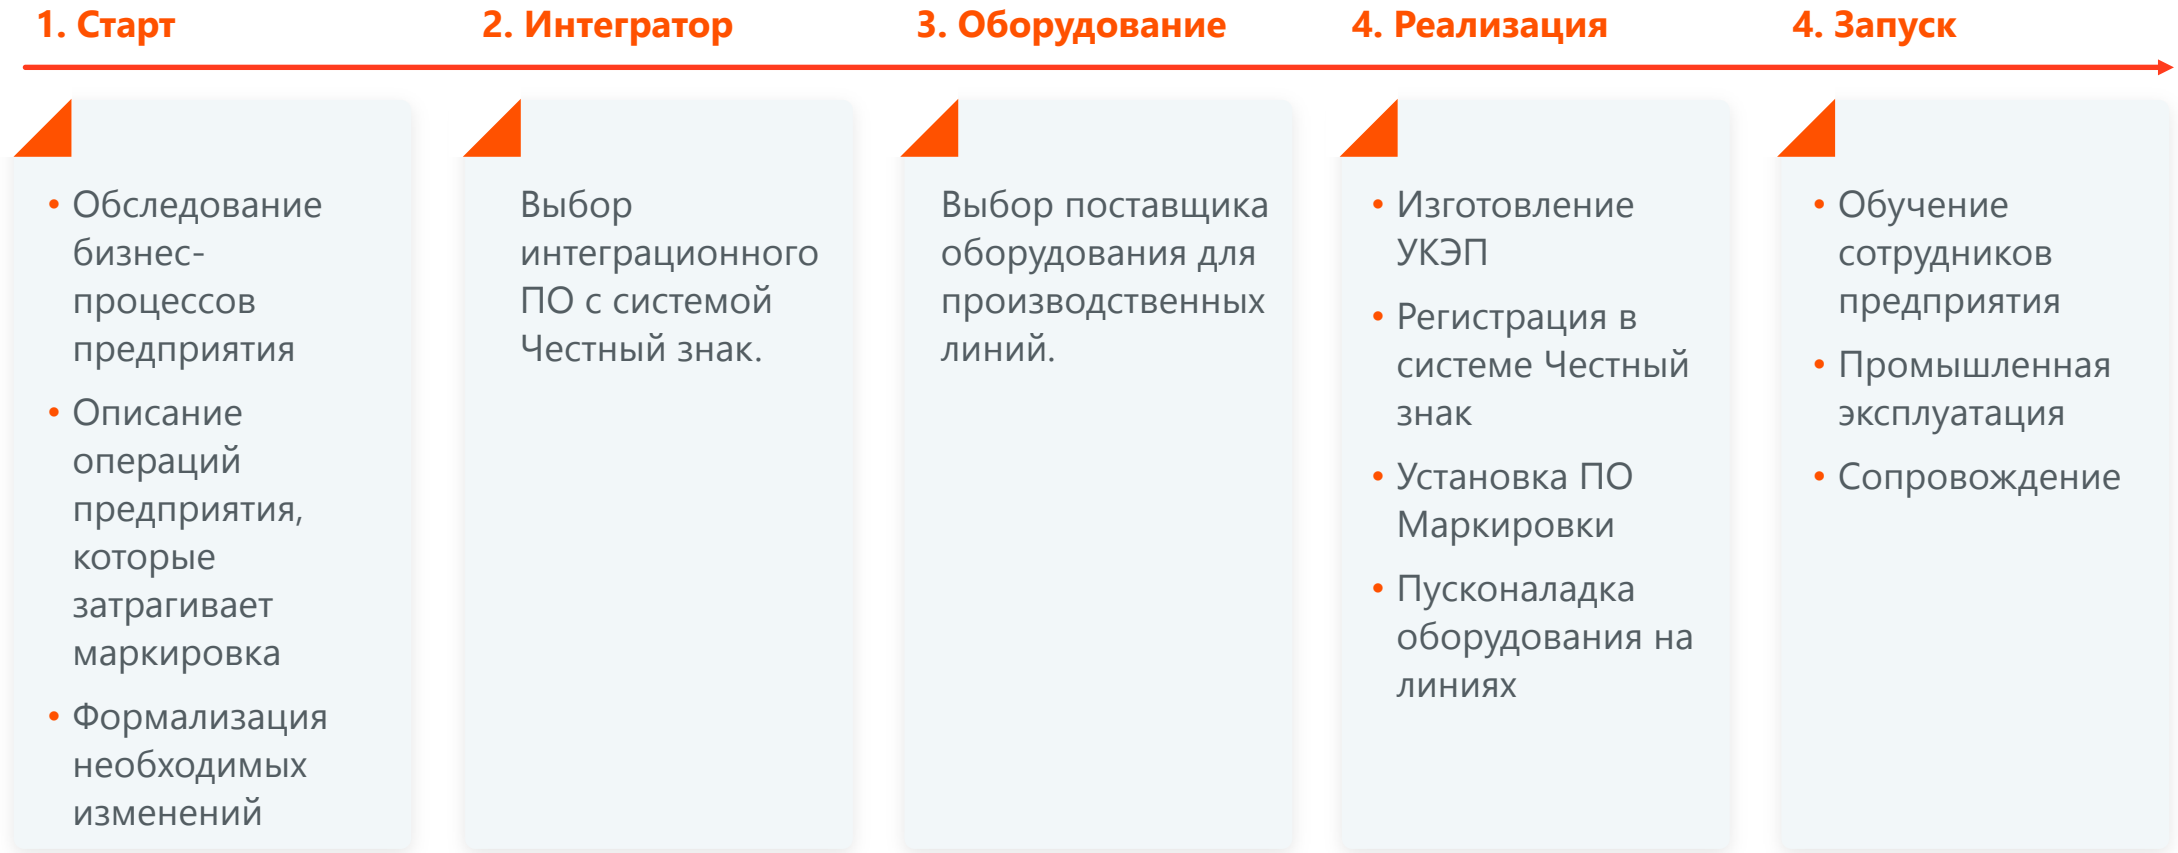 1. Старт
2. Интегратор
3. Оборудование
4. Реализация
4. Запуск
• Обследование
бизнес-
процессов
предприятия
• Описание
операций
предприятия,
которые
затрагивает
маркировка
• Формализация
необходимых
изменений
Выбор
интеграционного
ПО с системой
Честный знак.
Выбор поставщика
оборудования для
производственных
линий.
• Изготовление
УКЭП
• Регистрация в
системе Честный
знак
• Установка ПО
Маркировки
• Пусконаладка
оборудования на
линиях
• Обучение
сотрудников
предприятия
• Промышленная
эксплуатация
• Сопровождение